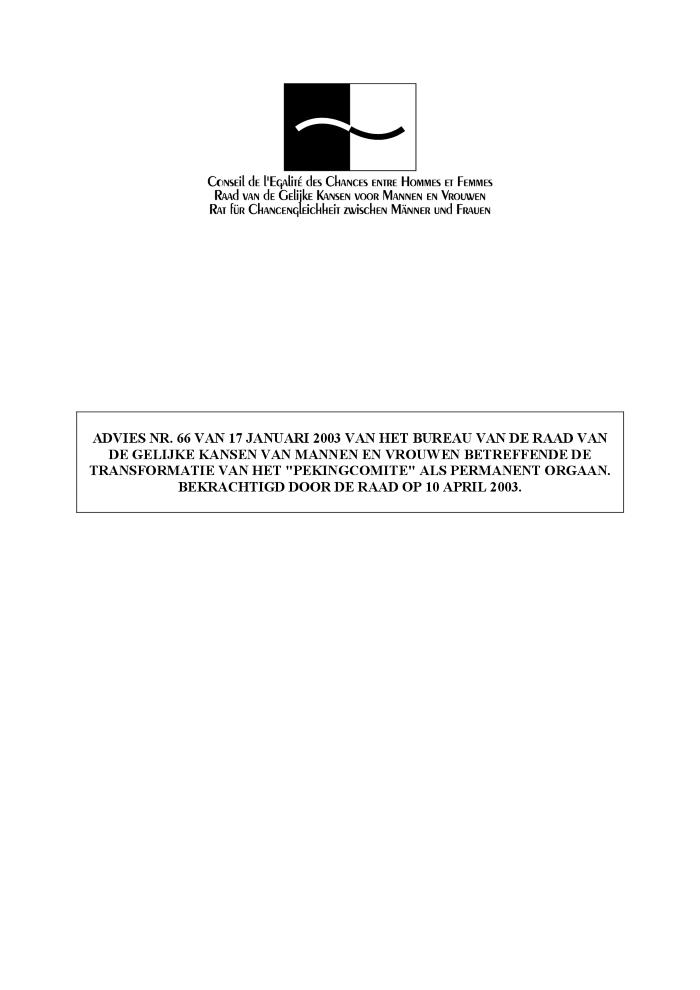 Conseil de l'Egalité des Chances entre Hommes et Femmes
Raad van de Gelijke Kansen voor Mannen en Vrouwen
Rat für Chancengleichheit zwischen Männer und Frauen
ADVIES NR. 66 VAN 17 JANUARI 2003 VAN HET BUREAU VAN DE RAAD VAN
DE GELIJKE KANSEN VAN MANNEN EN VROUWEN BETREFFENDE DE
TRANSFORMATIE VAN HET "PEKINGCOMITE" ALS PERMANENT ORGAAN.
BEKRACHTIGD DOOR DE RAAD OP 10 APRIL 2003.